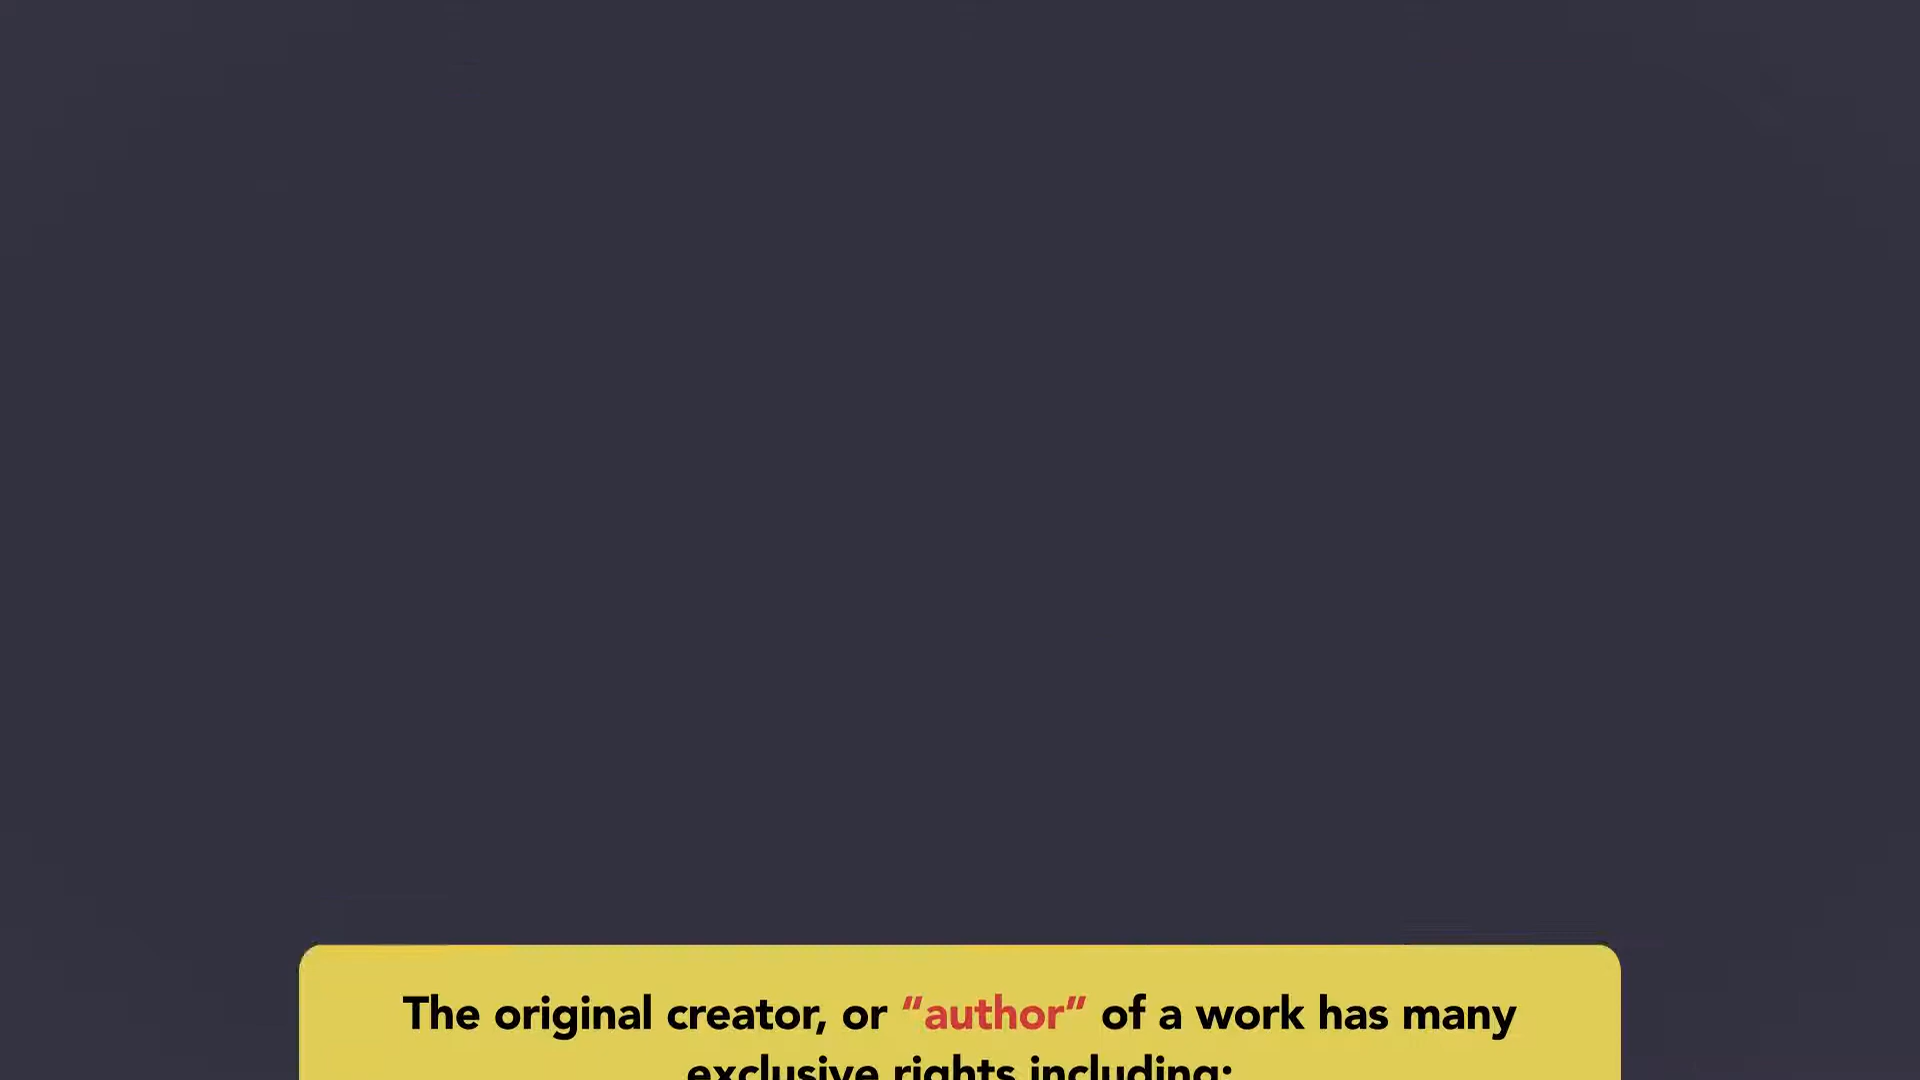 The original creator, or “author” of a work has many
exclusive rights including: